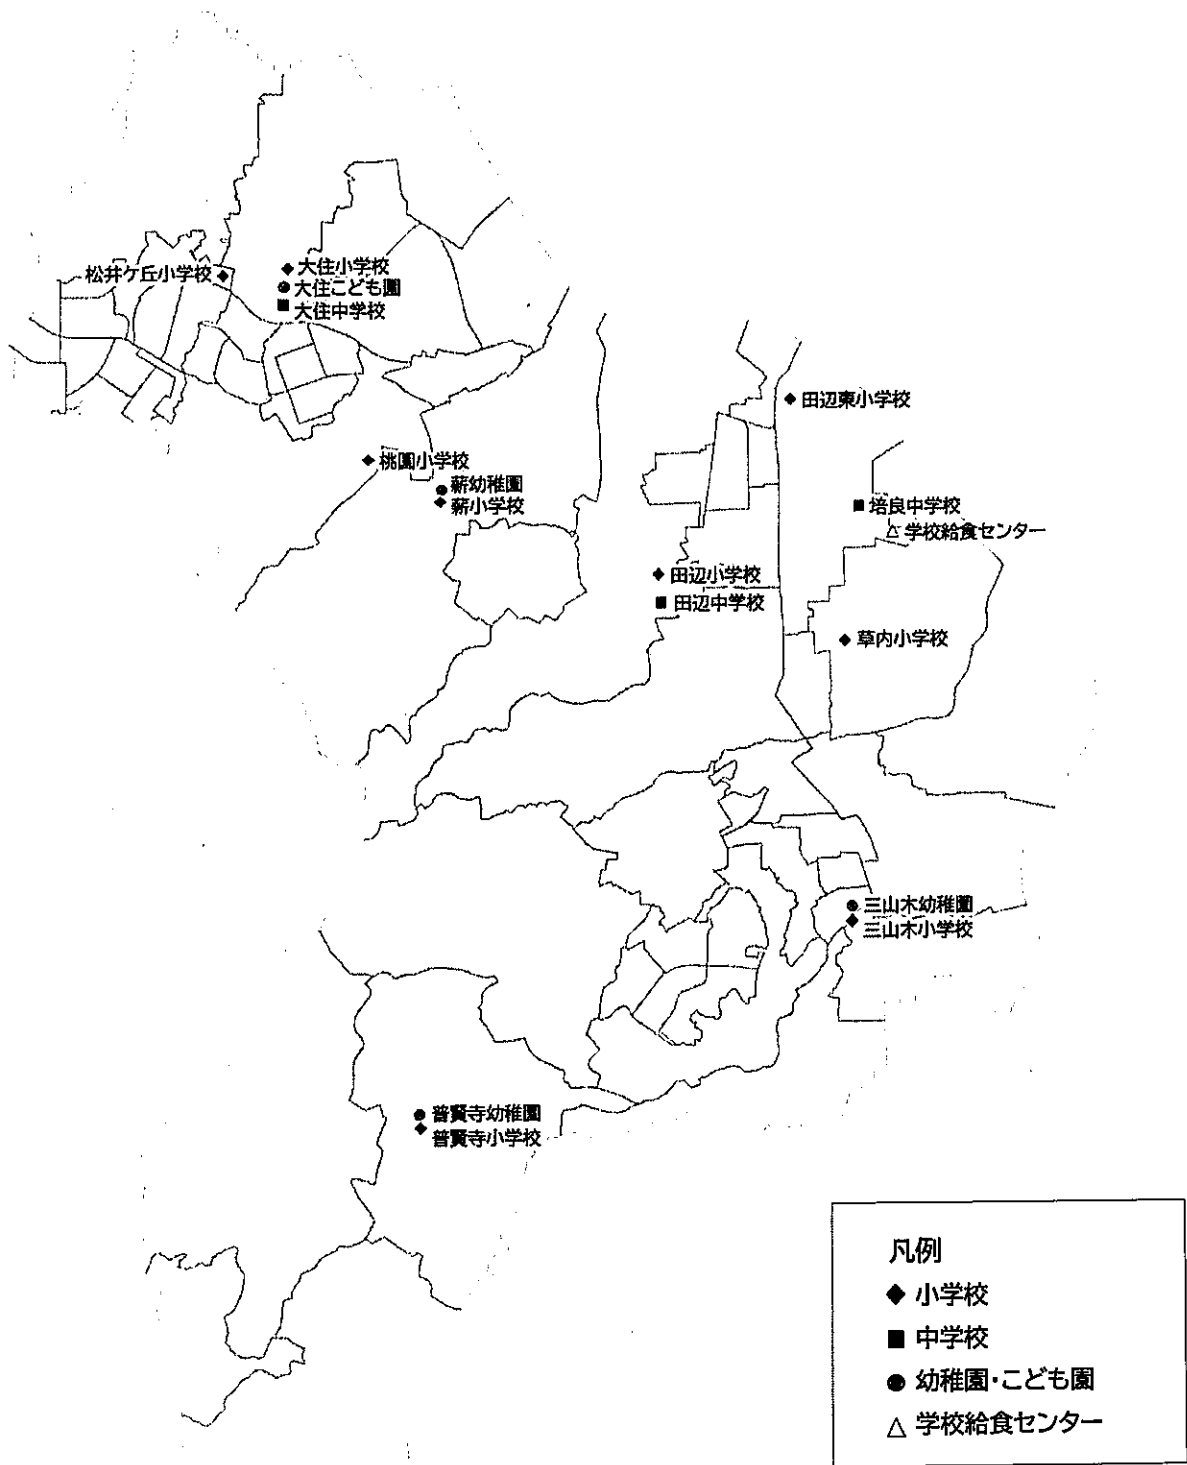 松井ケ丘小学校
大住小学校
大住こども園
大住中学校
田辺東小学校
桃園小学校
薪幼稚園
薪小学校
培良中学校
学校給食センター
田辺小学校
田辺中学校
草内小学校
三山木幼稚園
三山木小学校
普賢寺幼稚園
普賢寺小学校
凡例
小学校
中学校
幼稚園・こども園
学校給食センター